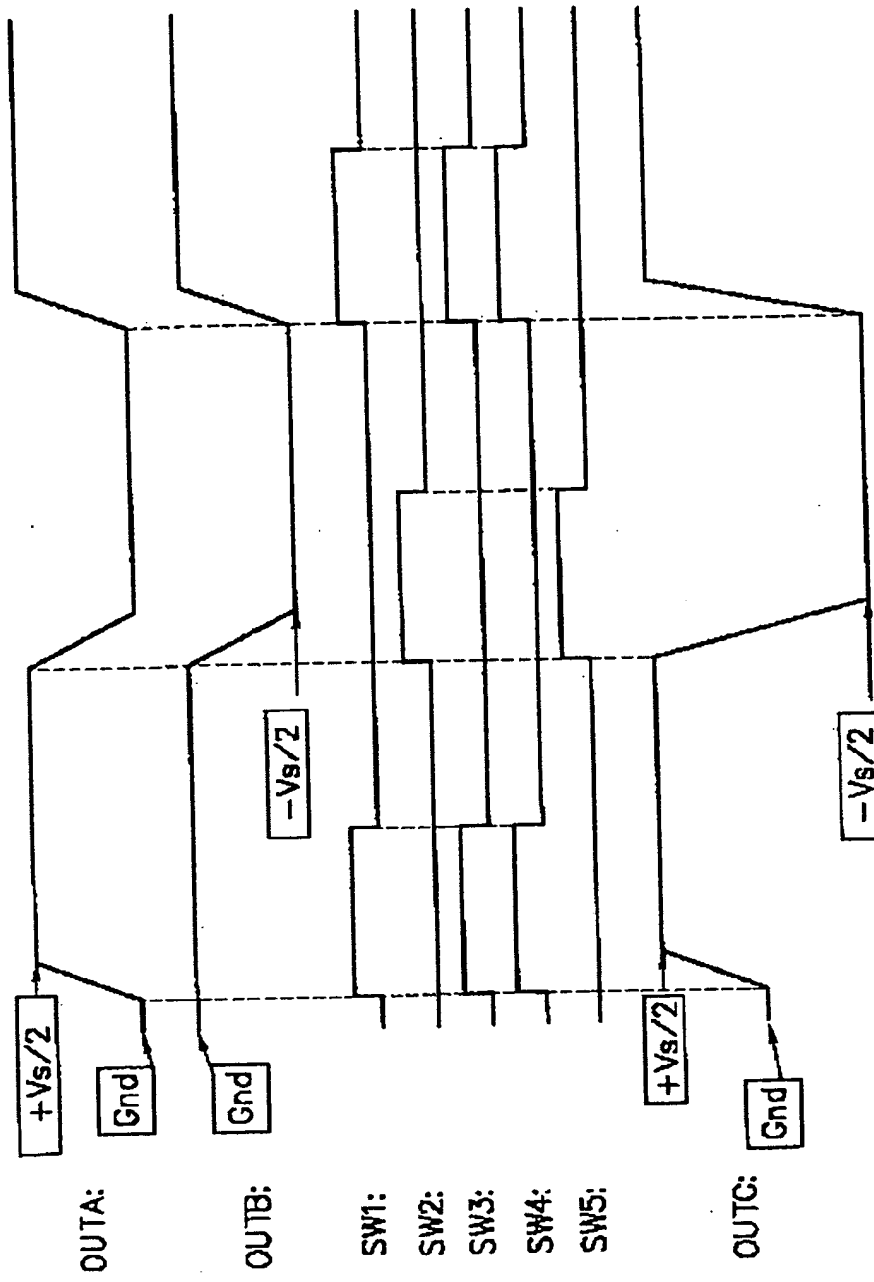 OUTA:
+Vs/2
Gnd
OUTB:
Gnd
-Vs/2
SW1:
SW2:
SW3:
SW4:
SW5:
OUTC:
+Vs/2
Gnd
-Vs/2